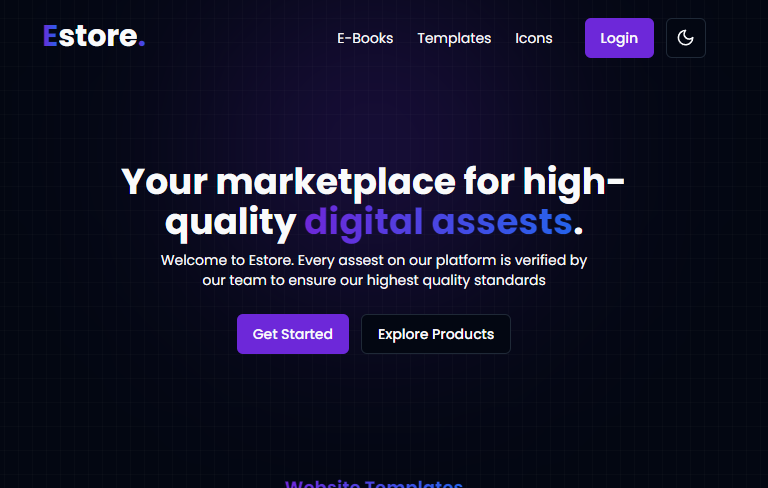 Estore.
E-Books
Templates
Icons
Login
Your marketplace for high-
quality digital assests.
Welcome to Estore. Every assest on our platform is verified by
our team to ensure our highest quality standards
Get Started
Explore Products
Website Templates